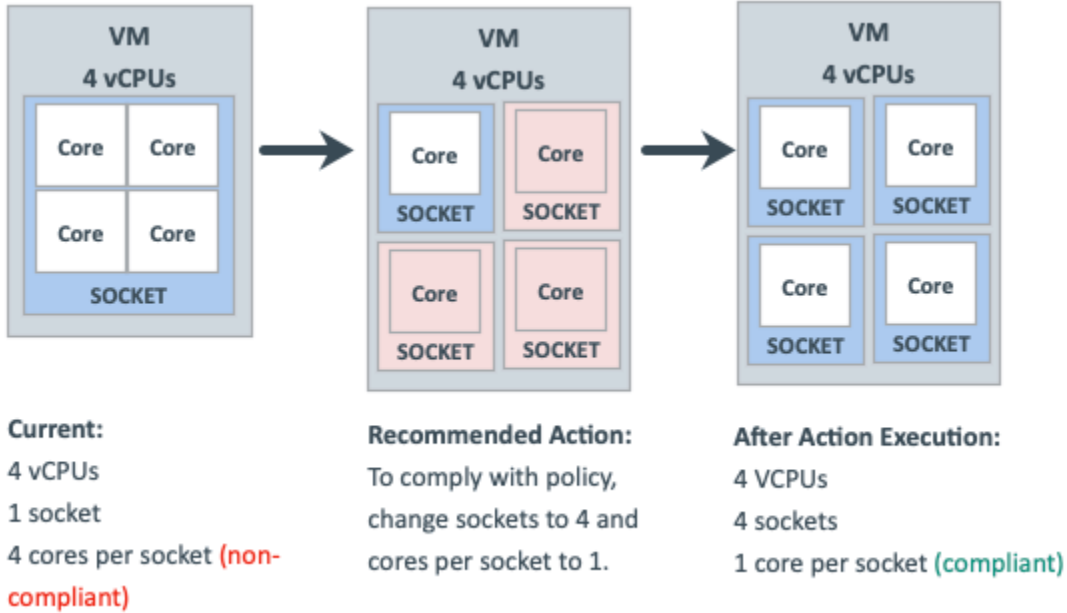 VM
4 vCPUs
Core Core
Core Core
SOCKET
VM
4 vCPUs
Core Core
SOCKET SOCKET
Core Core
SOCKET SOCKET
VM
4 vCPUs
Core Core
SOCKET SOCKET
Core Core
SOCKET SOCKET
Current:
4 vCPUs
1 socket
4 cores per socket (non-
compliant)
Recommended Action:
To comply with policy,
change sockets to 4 and
cores per socket to 1.
After Action Execution:
4 VCPUs
4 sockets
1 core per socket (compliant)